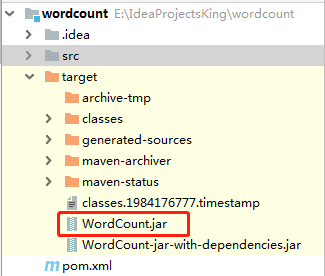 wordcount E:\IdeaProjectsKing\wordcount
.idea
src
target
archive-tmp
classes
generated-sources
maven-archiver
maven-status
classes.1984176777.timestamp
WordCount.jar
WordCount-jar-with-dependencies.jar
m pom.xml